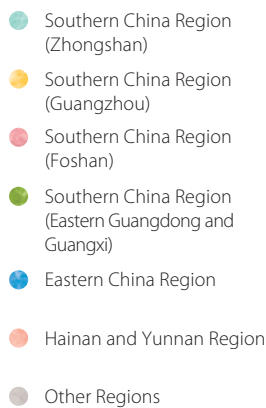 Southern China Region
(Zhongshan)
Southern China Region
(Guangzhou)
Southern China Region
(Foshan)
Southern China Region
(Eastern Guangdong and
Guangxi)
Eastern China Region
Hainan and Yunnan Region
Other Regions